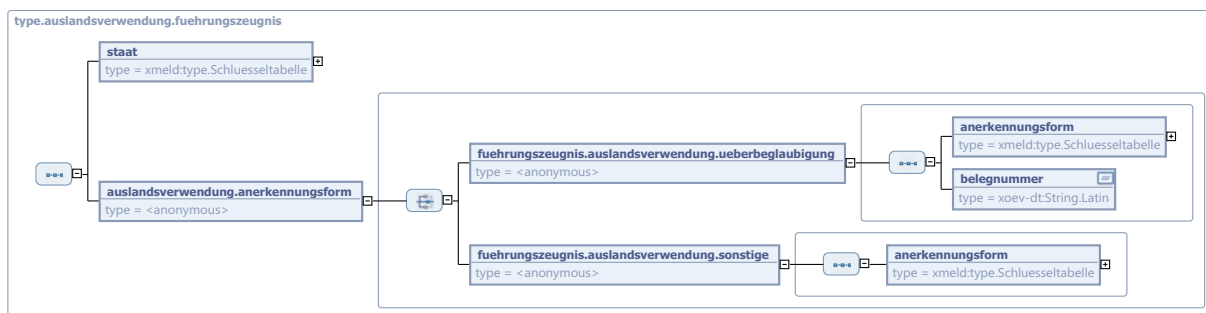 type.auslandsverwendung.fuehrungszeugnis
staat
type = xmeld:type.Schluesseltabelle
auslandsverwendung.anerkennungsform
type = <anonymous>
fuehrungszeugnis.auslandsverwendung.ueberbeglaubigung
type = <anonymous>
anerkennungsform
type = xmeld:type.Schluesseltabelle
belegnummer
type = xoev-dt:String.Latin
fuehrungszeugnis.auslandsverwendung.sonstige
type = <anonymous>
anerkennungsform
type = xmeld:type.Schluesseltabelle